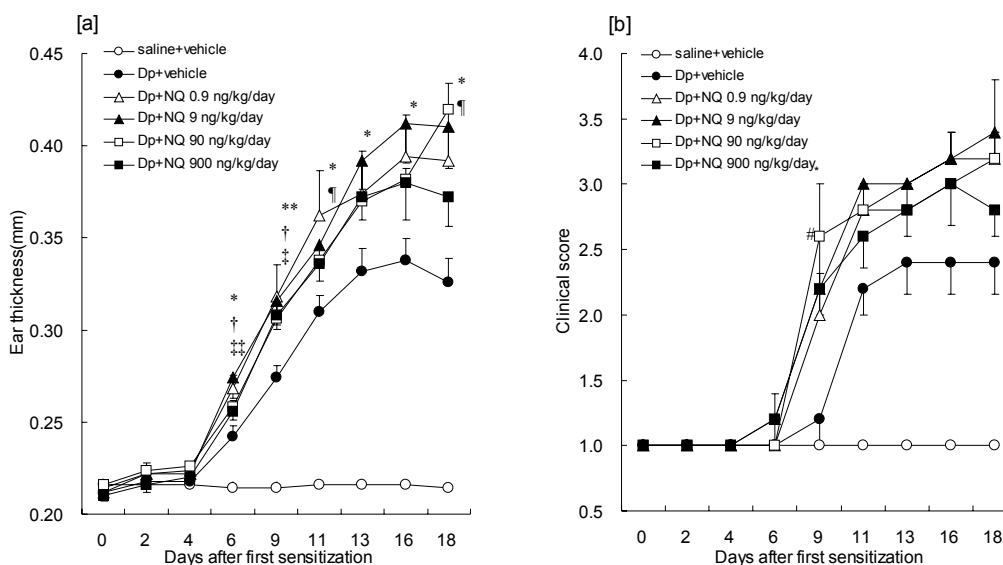 [a]
0.45
0.40
0.35
0.30
0.25
0.20
Ear thickness(mm)
saline+vehicle
Dp+vehicle
Dp+NQ 0.9 ng/kg/day
Dp+NQ 9 ng/kg/day
Dp+NQ 90 ng/kg/day
Dp+NQ 900 ng/kg/day
*
†
‡‡
**
†
‡
*
¶
*
*
*
¶
0 2 4 6 9 11 13 16 18
Days after first sensitization
[b]
4.0
3.5
3.0
2.5
2.0
1.5
1.0
0.5
Clinical score
saline+vehicle
Dp+vehicle
Dp+NQ 0.9 ng/kg/day
Dp+NQ 9 ng/kg/day
Dp+NQ 90 ng/kg/day
Dp+NQ 900 ng/kg/day
*
#
0 2 4 6 9 11 13 16 18
Days after first sensitization